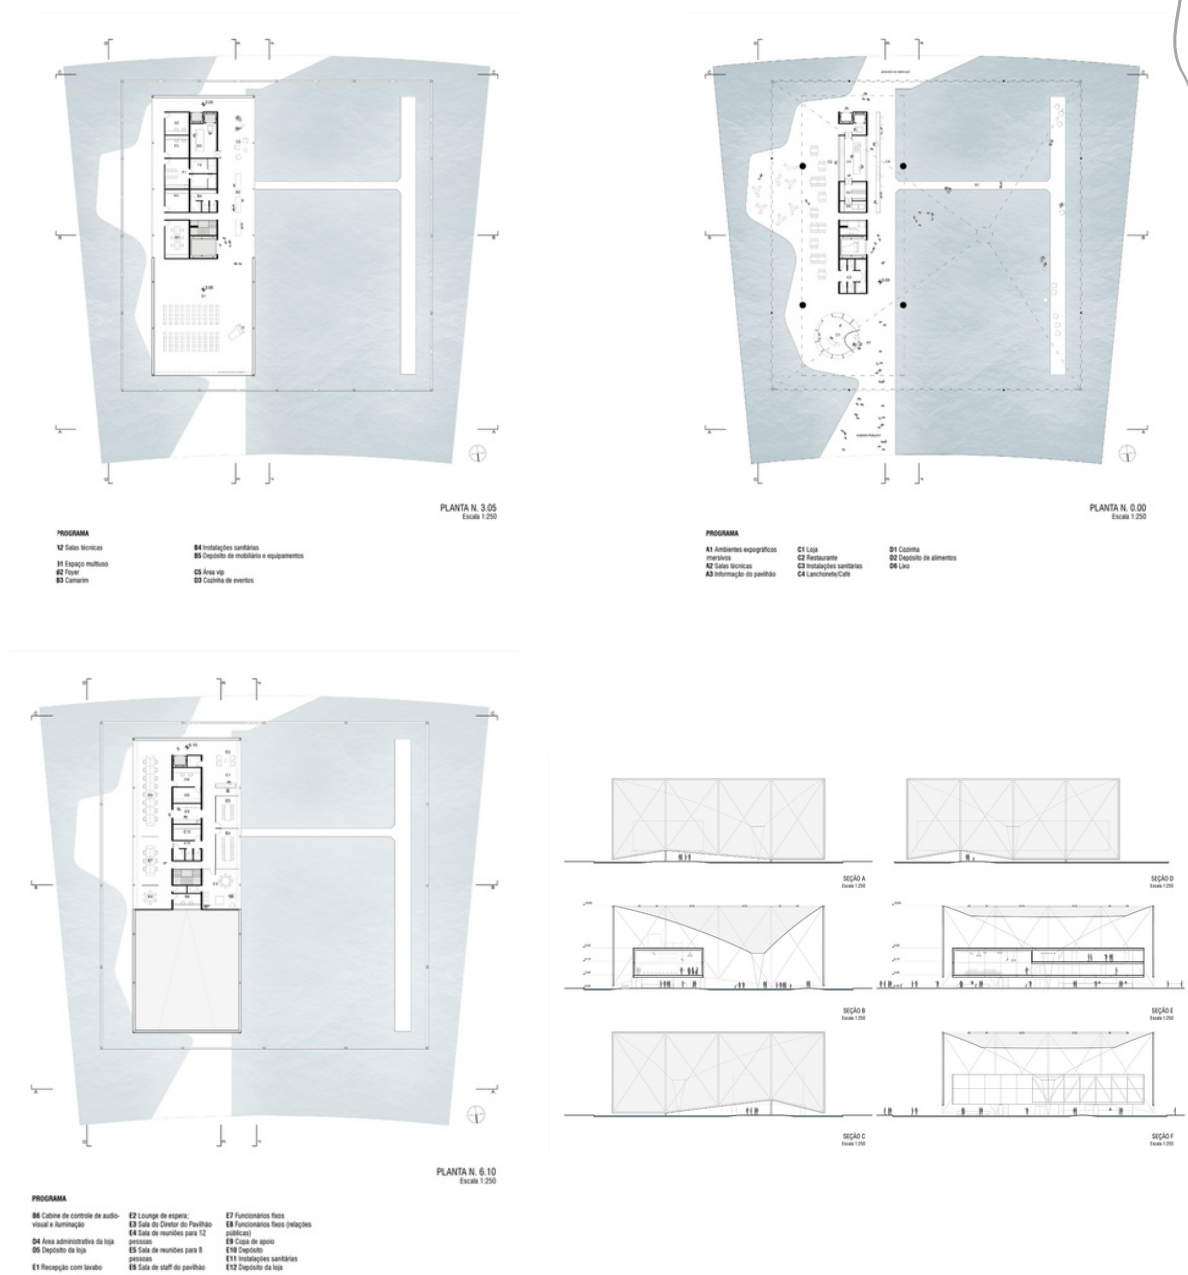 PLANTA N. 3.05
Escala 1:250
PROGRAMA
A2 Salas técnicas
B1 Espaço multiuso
B2 Foyer
B3 Camarim
B4 Instalações sanitárias
B5 Depósito de mobiliário e equipamentos
C5 Área vip
D3 Cozinha de eventos
PLANTA N. 0.00
Escala 1:250
PROGRAMA
A1 Ambientes expográficos
imersivos
A2 Salas técnicas
A3 Informação do pavilhão
C1 Loja
C2 Restaurante
C3 Instalações sanitárias
C4 Lanchonete/Café
D1 Cozinha
D2 Depósito de alimentos
D6 Lixo
PLANTA N. 6.10
Escala 1:250
PROGRAMA
B6 Cabine de controle de audio-
visual e iluminação
D4 Área administrativa da loja
D5 Depósito da loja
E1 Recepção com lavabo
E2 Lounge de espera;
E3 Sala do Diretor do Pavilhão
E4 Sala de reuniões para 12
pessoas
E5 Sala de reuniões para 8
pessoas
E6 Sala de staff do pavilhão
E7 Funcionários fixos
E8 Funcionários fixos (relações
públicas)
E9 Copa de apoio
E10 Depósito
E11 Instalações sanitárias
E12 Depósito da loja
SEÇÃO A
Escala 1:250
SEÇÃO D
Escala 1:250
SEÇÃO B
Escala 1:250
SEÇÃO E
Escala 1:250
SEÇÃO C
Escala 1:250
SEÇÃO F
Escala 1:250